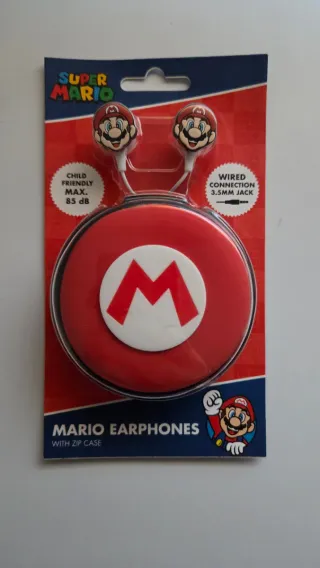 SUPER
MARIO
CHILD
FRIENDLY
MAX.
85 dB
WIRED
CONNECTION
3.5MM JACK
M
MARIO EARPHONES
WITH ZIP CASE